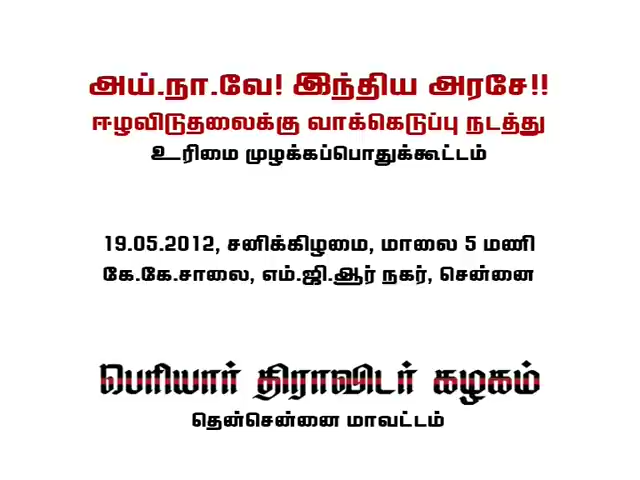 அய்.நா.வே! இந்திய அரசே!!
ஈழவிடுதலைக்கு வாக்கெடுப்பு நடத்து
உரிமை முழக்கப்பொதுக்கூட்டம்
19.05.2012, சனிக்கிழமை, மாலை 5 மணி
கே.கே.சாலை, எம்.ஜி.ஆர் நகர், சென்னை
பெரியார் திராவிடர் கழகம்
தென்சென்னை மாவட்டம்